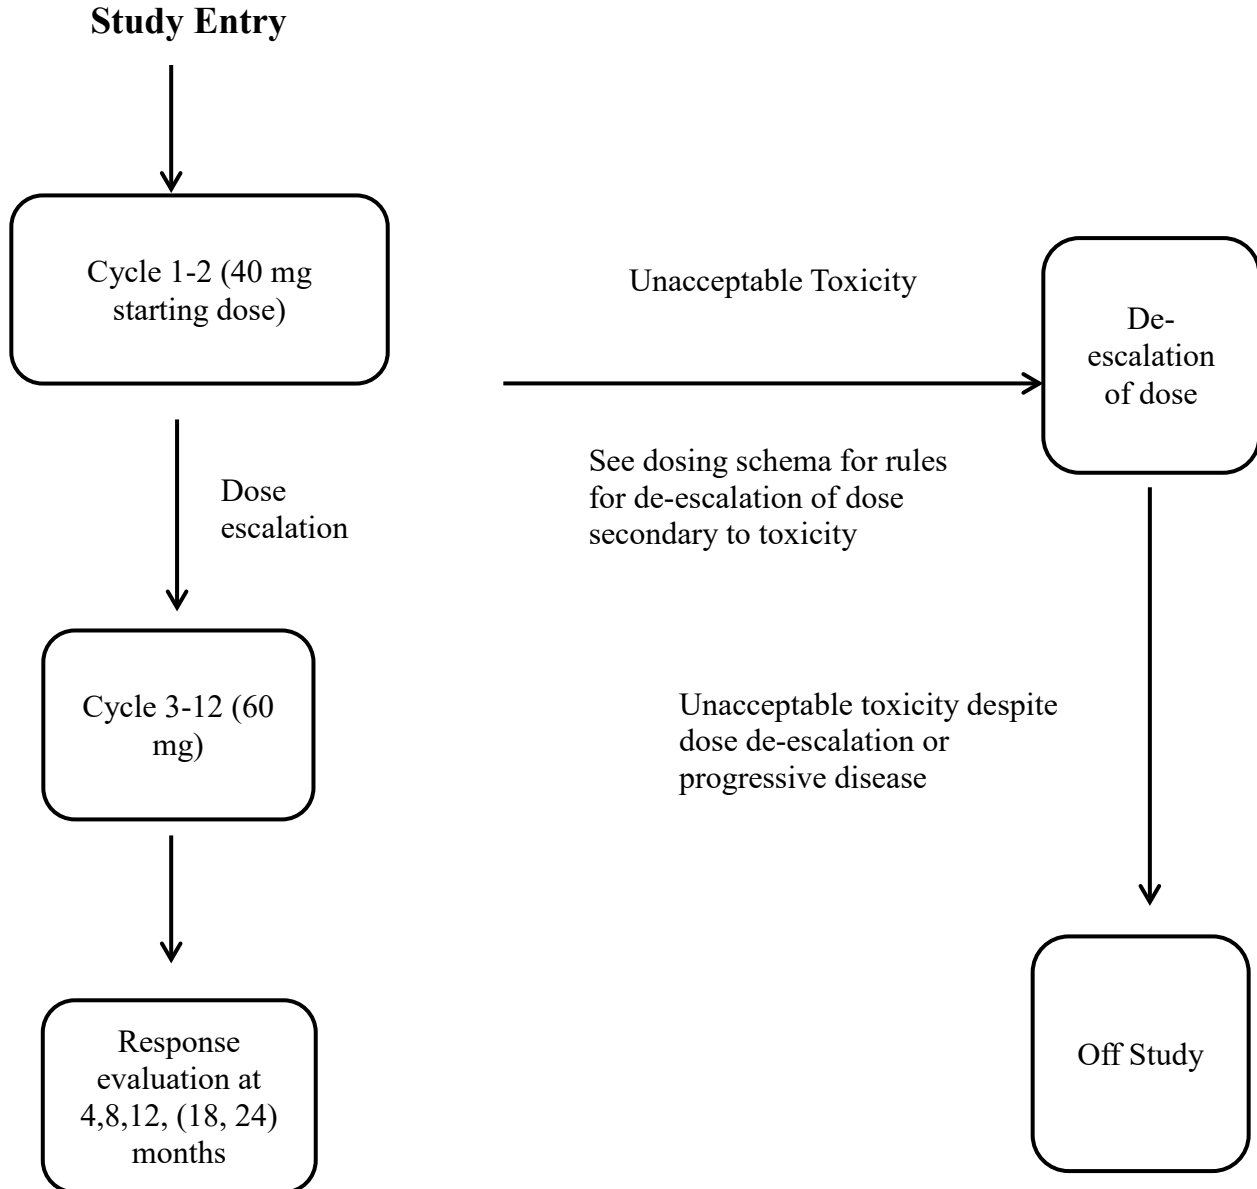 Study Entry
Cycle 1-2 (40 mg
starting dose)
Unacceptable Toxicity
De-
escalation
of dose
See dosing schema for rules
for de-escalation of dose
secondary to toxicity
Dose
escalation
Cycle 3-12 (60
mg)
Unacceptable toxicity despite
dose de-escalation or
progressive disease
Response
evaluation at
4,8,12, (18, 24)
months
Off Study